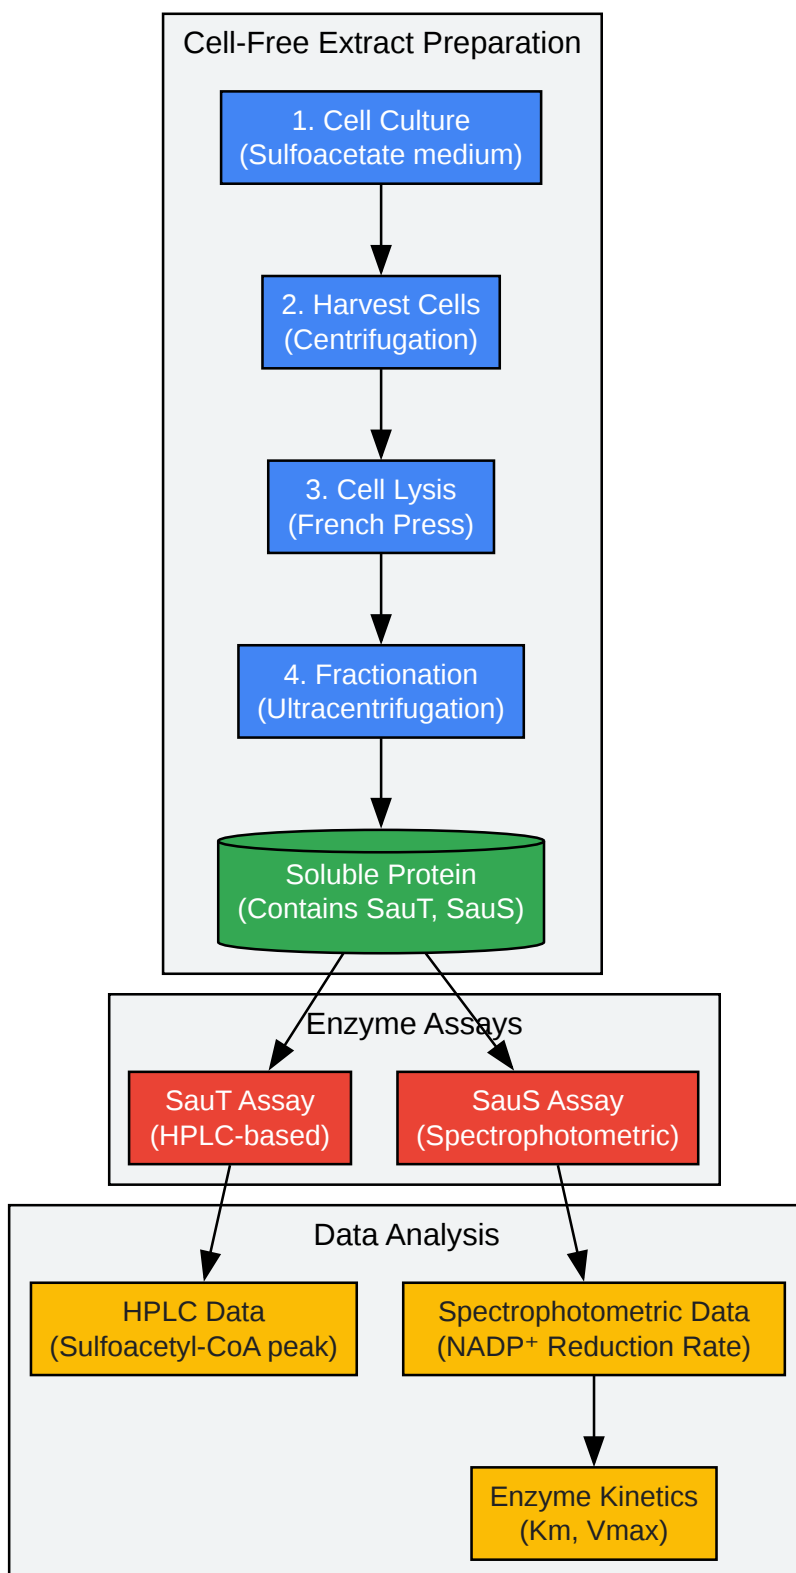 Cell-Free Extract Preparation
1. Cell Culture
(Sulfoacetate medium)
2. Harvest Cells
(Centrifugation)
3. Cell Lysis
(French Press)
4. Fractionation
(Ultracentrifugation)
Soluble Protein
(Contains SauT, SauS)
Enzyme Assays
SauT Assay
(HPLC-based)
SauS Assay
(Spectrophotometric)
Data Analysis
HPLC Data
(Sulfoacetyl-CoA peak)
Spectrophotometric Data
(NADP⁺ Reduction Rate)
Enzyme Kinetics
(Km, Vmax)